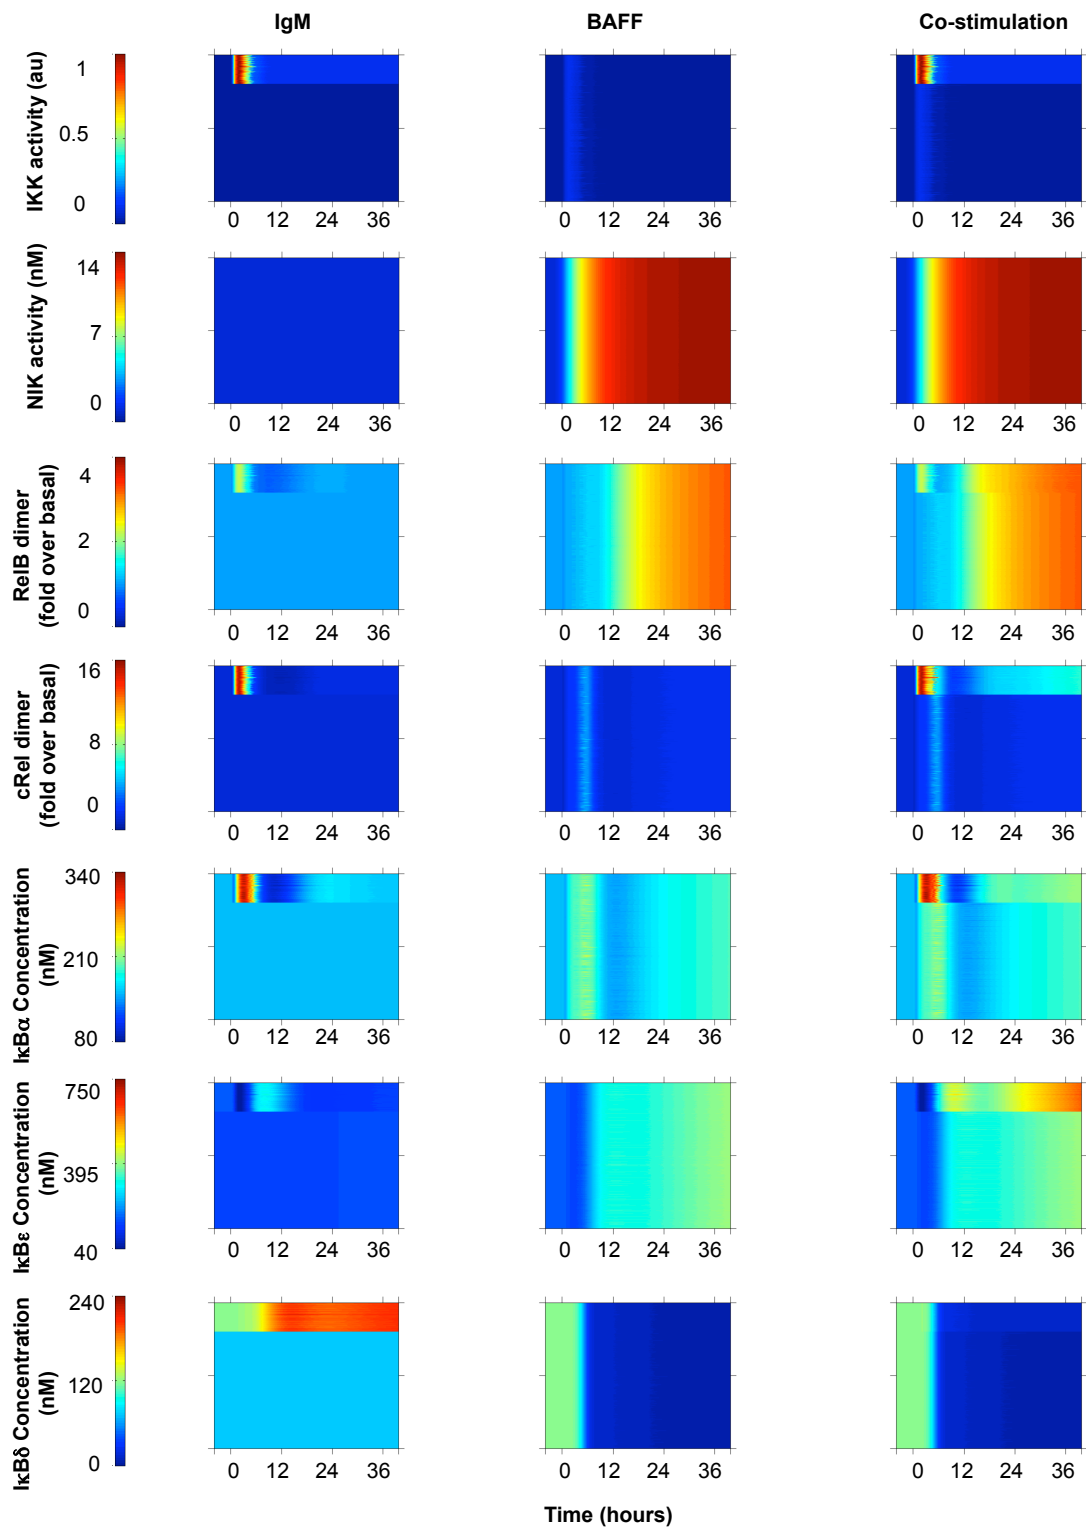 IgM BAFF Co-stimulation
IKK activity (au)
1
0.5
0
0 12 24 36 0 12 24 36 0 12 24 36
NIK activity (nM)
14
7
0
0 12 24 36 0 12 24 36 0 12 24 36
RelB dimer
(fold over basal)
4
2
0
0 12 24 36 0 12 24 36 0 12 24 36
cRel dimer
(fold over basal)
16
8
0
0 12 24 36 0 12 24 36 0 12 24 36
IκBα Concentration
(nM)
340
210
80
0 12 24 36 0 12 24 36 0 12 24 36
IκBε Concentration
(nM)
750
395
40
0 12 24 36 0 12 24 36 0 12 24 36
IκBδ Concentration
(nM)
240
120
0
0 12 24 36 0 12 24 36 0 12 24 36
Time (hours)